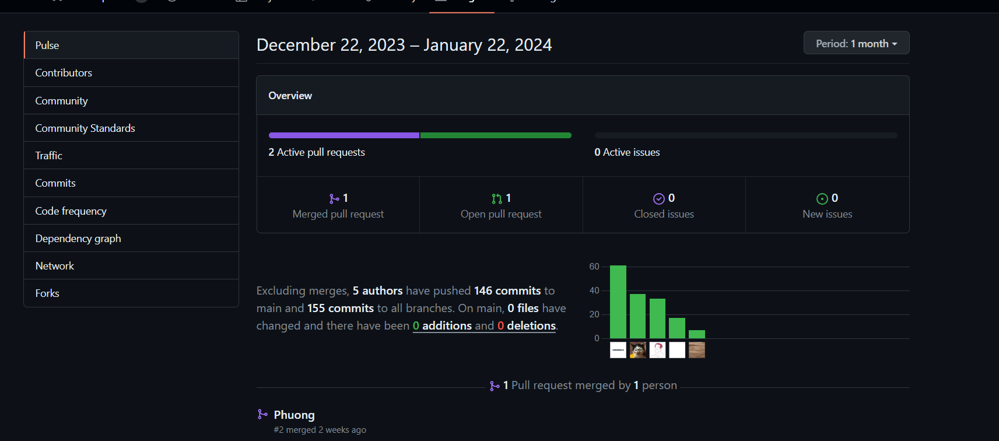 Pulse
Contributors
Community
Community Standards
Traffic
Commits
Code frequency
Dependency graph
Network
Forks
December 22, 2023 – January 22, 2024
Period: 1 month
Overview
2 Active pull requests
0 Active issues
1
Merged pull request
1
Open pull request
0
Closed issues
0
New issues
Excluding merges, 5 authors have pushed 146 commits to
main and 155 commits to all branches. On main, 0 files have
changed and there have been 0 additions and 0 deletions.
60
40
20
0
1 Pull request merged by 1 person
Phuong
#2 merged 2 weeks ago